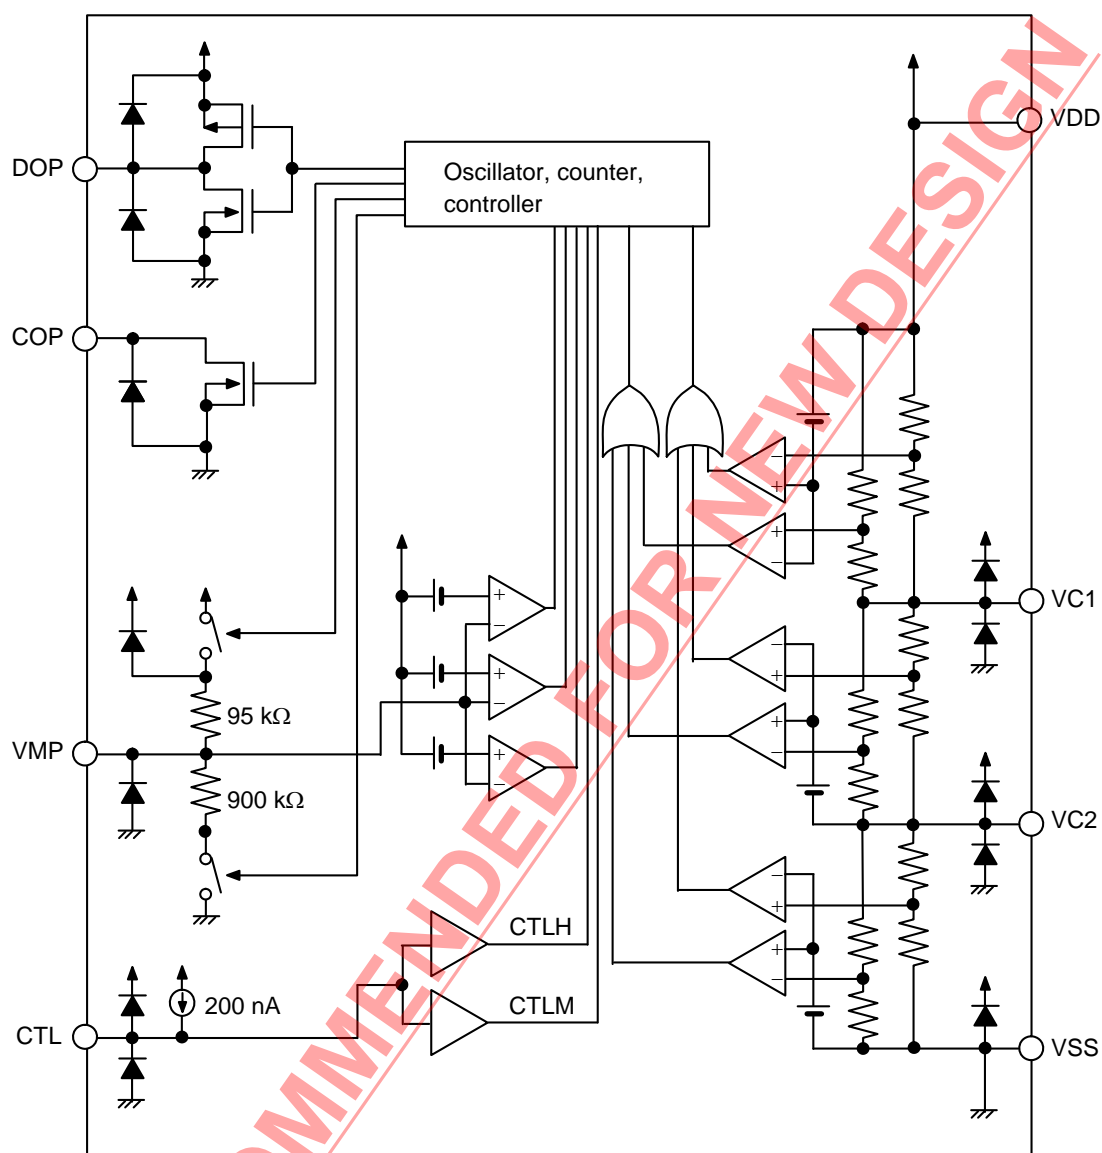 DOP
Oscillator, counter,
controller
VDD
COP
VC1
95 kΩ
VMP
900 kΩ
VC2
CTLH
200 nA
CTLM
CTL
VSS
FOR NEW DESIGN